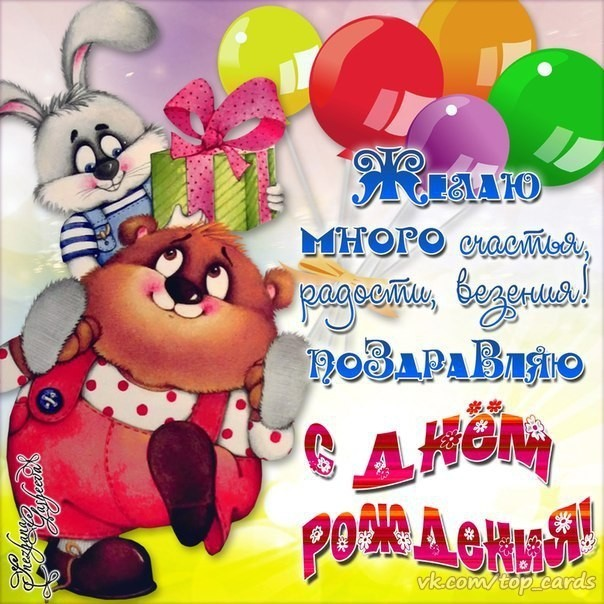 Желаю
много счастья,
радости, везения!
поздравляю
с днём
рождения!
vk.com/top_cards